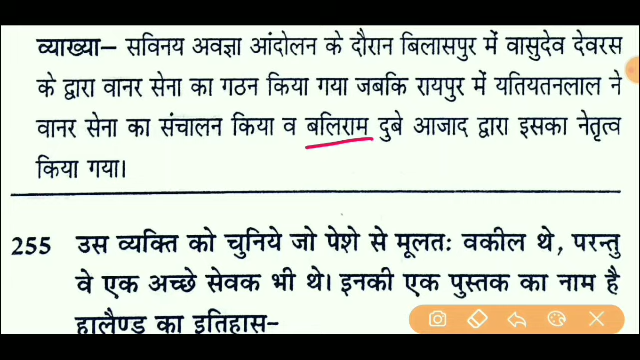 व्याख्या– सविनय अवज्ञा आंदोलन के दौरान बिलासपुर में वासुदेव देवरस
के द्वारा वानर सेना का गठन किया गया जबकि रायपुर में यतियतनलाल ने
वानर सेना का संचालन किया व बलिराम दुबे आजाद द्वारा इसका नेतृत्व
किया गया।
255 उस व्यक्ति को चुनिये जो पेशे से मूलतः वकील थे, परन्तु
वे एक अच्छे सेवक भी थे। इनकी एक पुस्तक का नाम है
हालैण्ड का इतिहास–